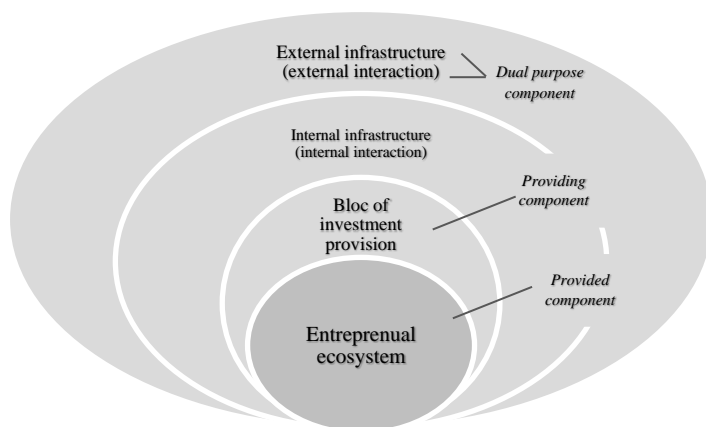 External infrastructure
(external interaction)
Dual purpose
component
Internal infrastructure
(internal interaction)
Providing
component
Bloc of
investment
provision
Provided
component
Entreprenual
ecosystem